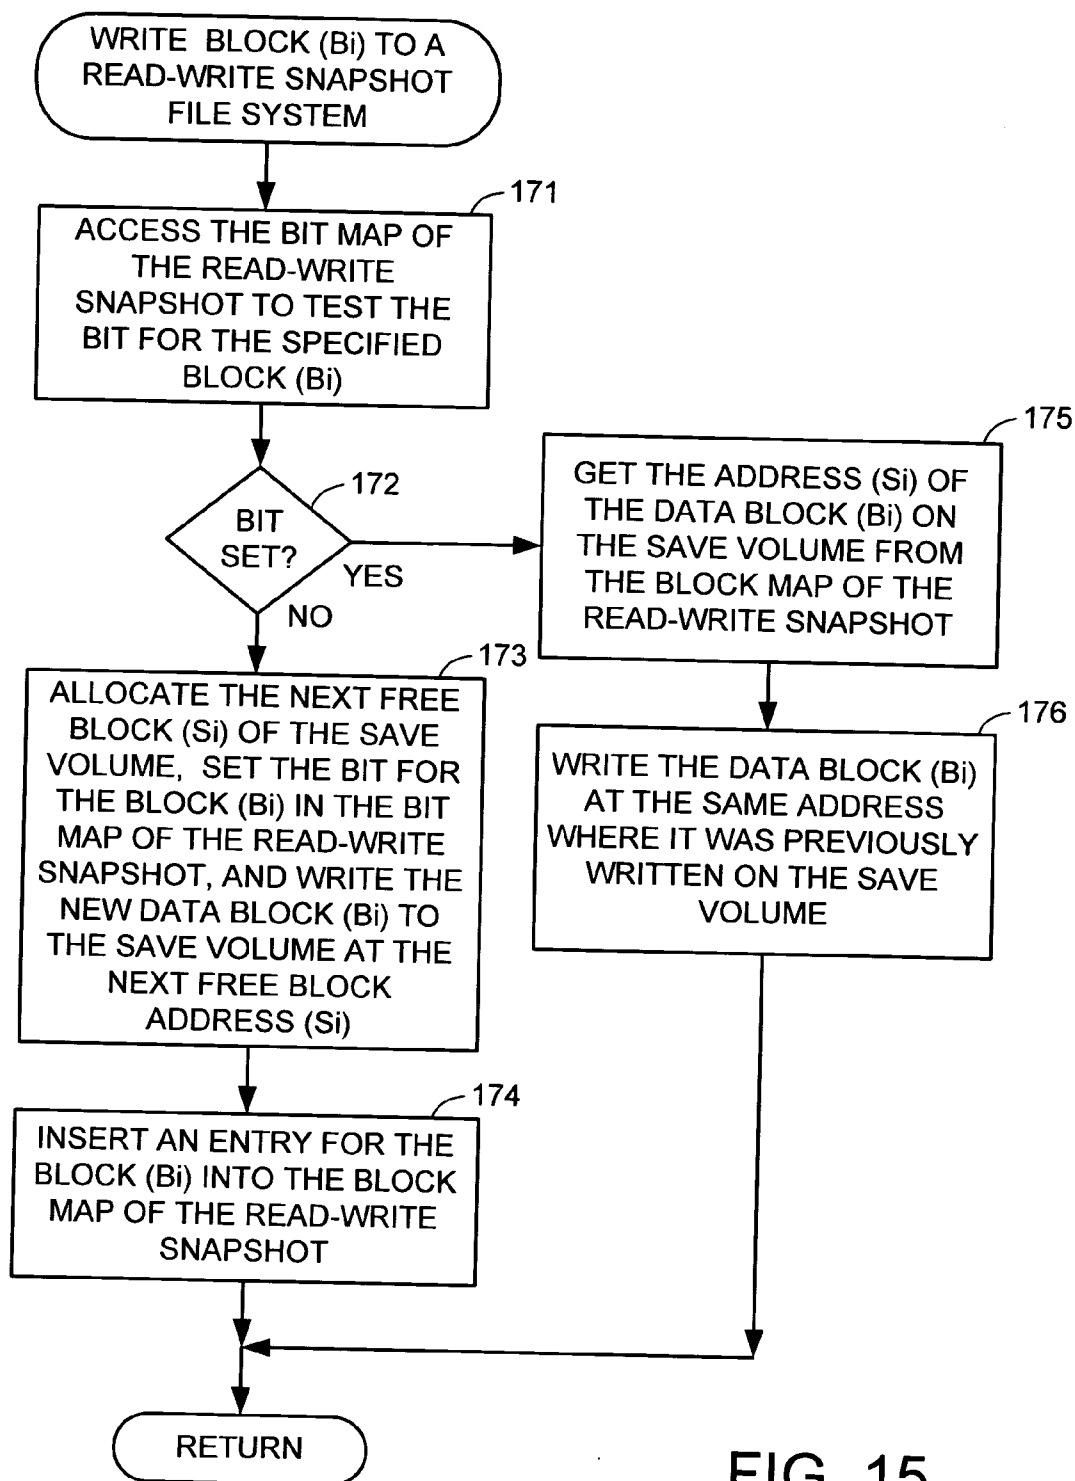 WRITE BLOCK (Bi) TO A
READ-WRITE SNAPSHOT
FILE SYSTEM
171
ACCESS THE BIT MAP OF
THE READ-WRITE
SNAPSHOT TO TEST THE
BIT FOR THE SPECIFIED
BLOCK (Bi)
172
BIT
SET?
YES
NO
173
ALLOCATE THE NEXT FREE
BLOCK (Si) OF THE SAVE
VOLUME, SET THE BIT FOR
THE BLOCK (Bi) IN THE BIT
MAP OF THE READ-WRITE
SNAPSHOT, AND WRITE THE
NEW DATA BLOCK (Bi) TO
THE SAVE VOLUME AT THE
NEXT FREE BLOCK
ADDRESS (Si)
174
INSERT AN ENTRY FOR THE
BLOCK (Bi) INTO THE BLOCK
MAP OF THE READ-WRITE
SNAPSHOT
175
GET THE ADDRESS (Si) OF
THE DATA BLOCK (Bi) ON
THE SAVE VOLUME FROM
THE BLOCK MAP OF THE
READ-WRITE SNAPSHOT
176
WRITE THE DATA BLOCK (Bi)
AT THE SAME ADDRESS
WHERE IT WAS PREVIOUSLY
WRITTEN ON THE SAVE
VOLUME
RETURN
FIG. 15